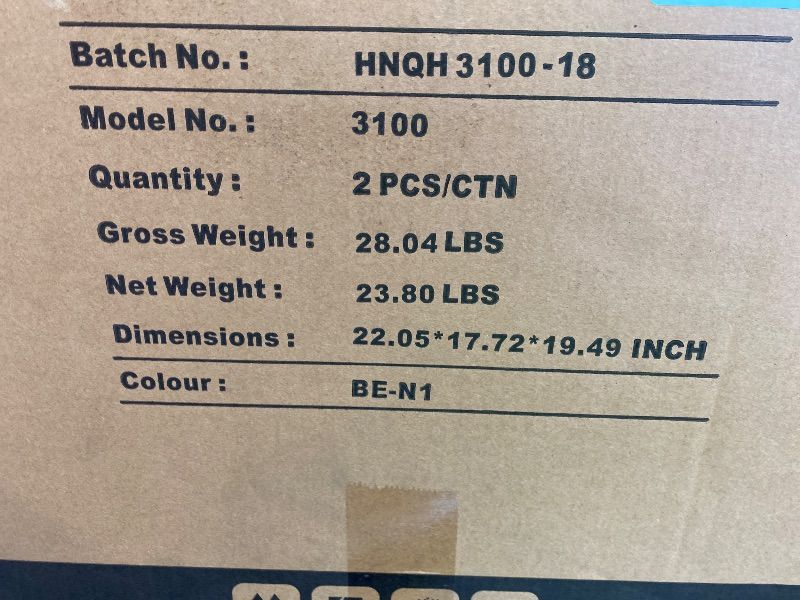 Batch No. : HNQH 3100-18
Model No. : 3100
Quantity : 2 PCS/CTN
Gross Weight : 28.04 LBS
Net Weight : 23.80 LBS
Dimensions : 22.05*17.72*19.49 INCH
Colour : BE-N1